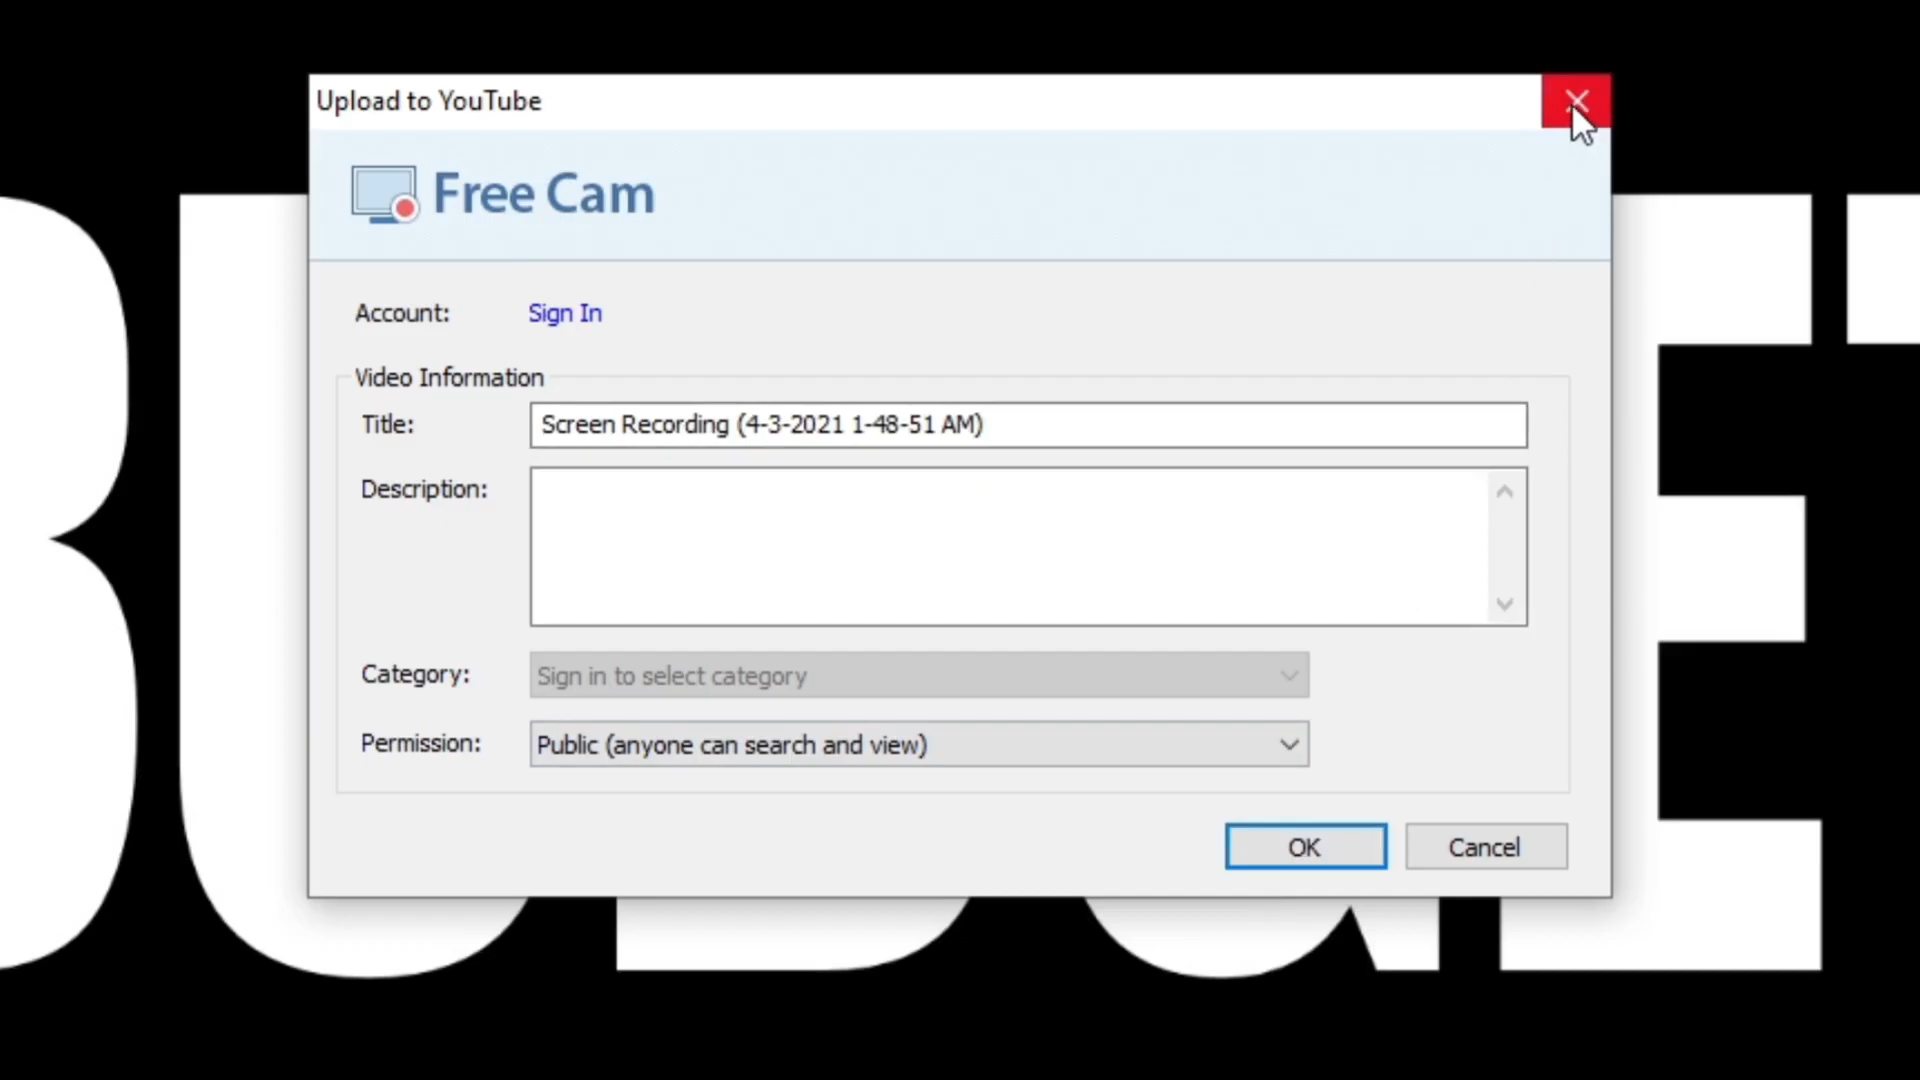 Upload to YouTube
Free Cam
Account: Sign In
Video Information
Title: Screen Recording (4-3-2021 1-48-51 AM)
Description:
Category: Sign in to select category
Permission: Public (anyone can search and view)
OK Cancel